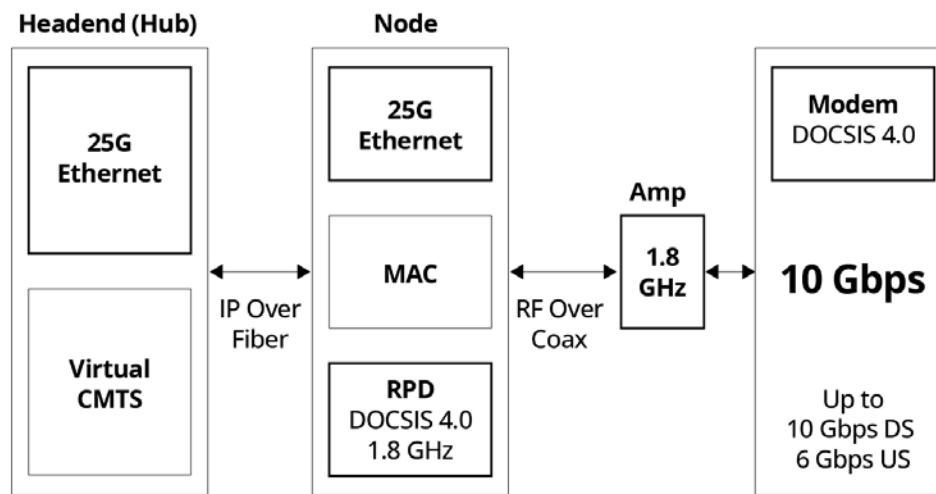 Headend (Hub)
25G
Ethernet
Virtual
CMTS
IP Over
Fiber
Node
25G
Ethernet
MAC
RPD
DOCSIS 4.0
1.8 GHz
RF Over
Coax
Amp
1.8
GHz
Modem
DOCSIS 4.0
10 Gbps
Up to
10 Gbps DS
6 Gbps US